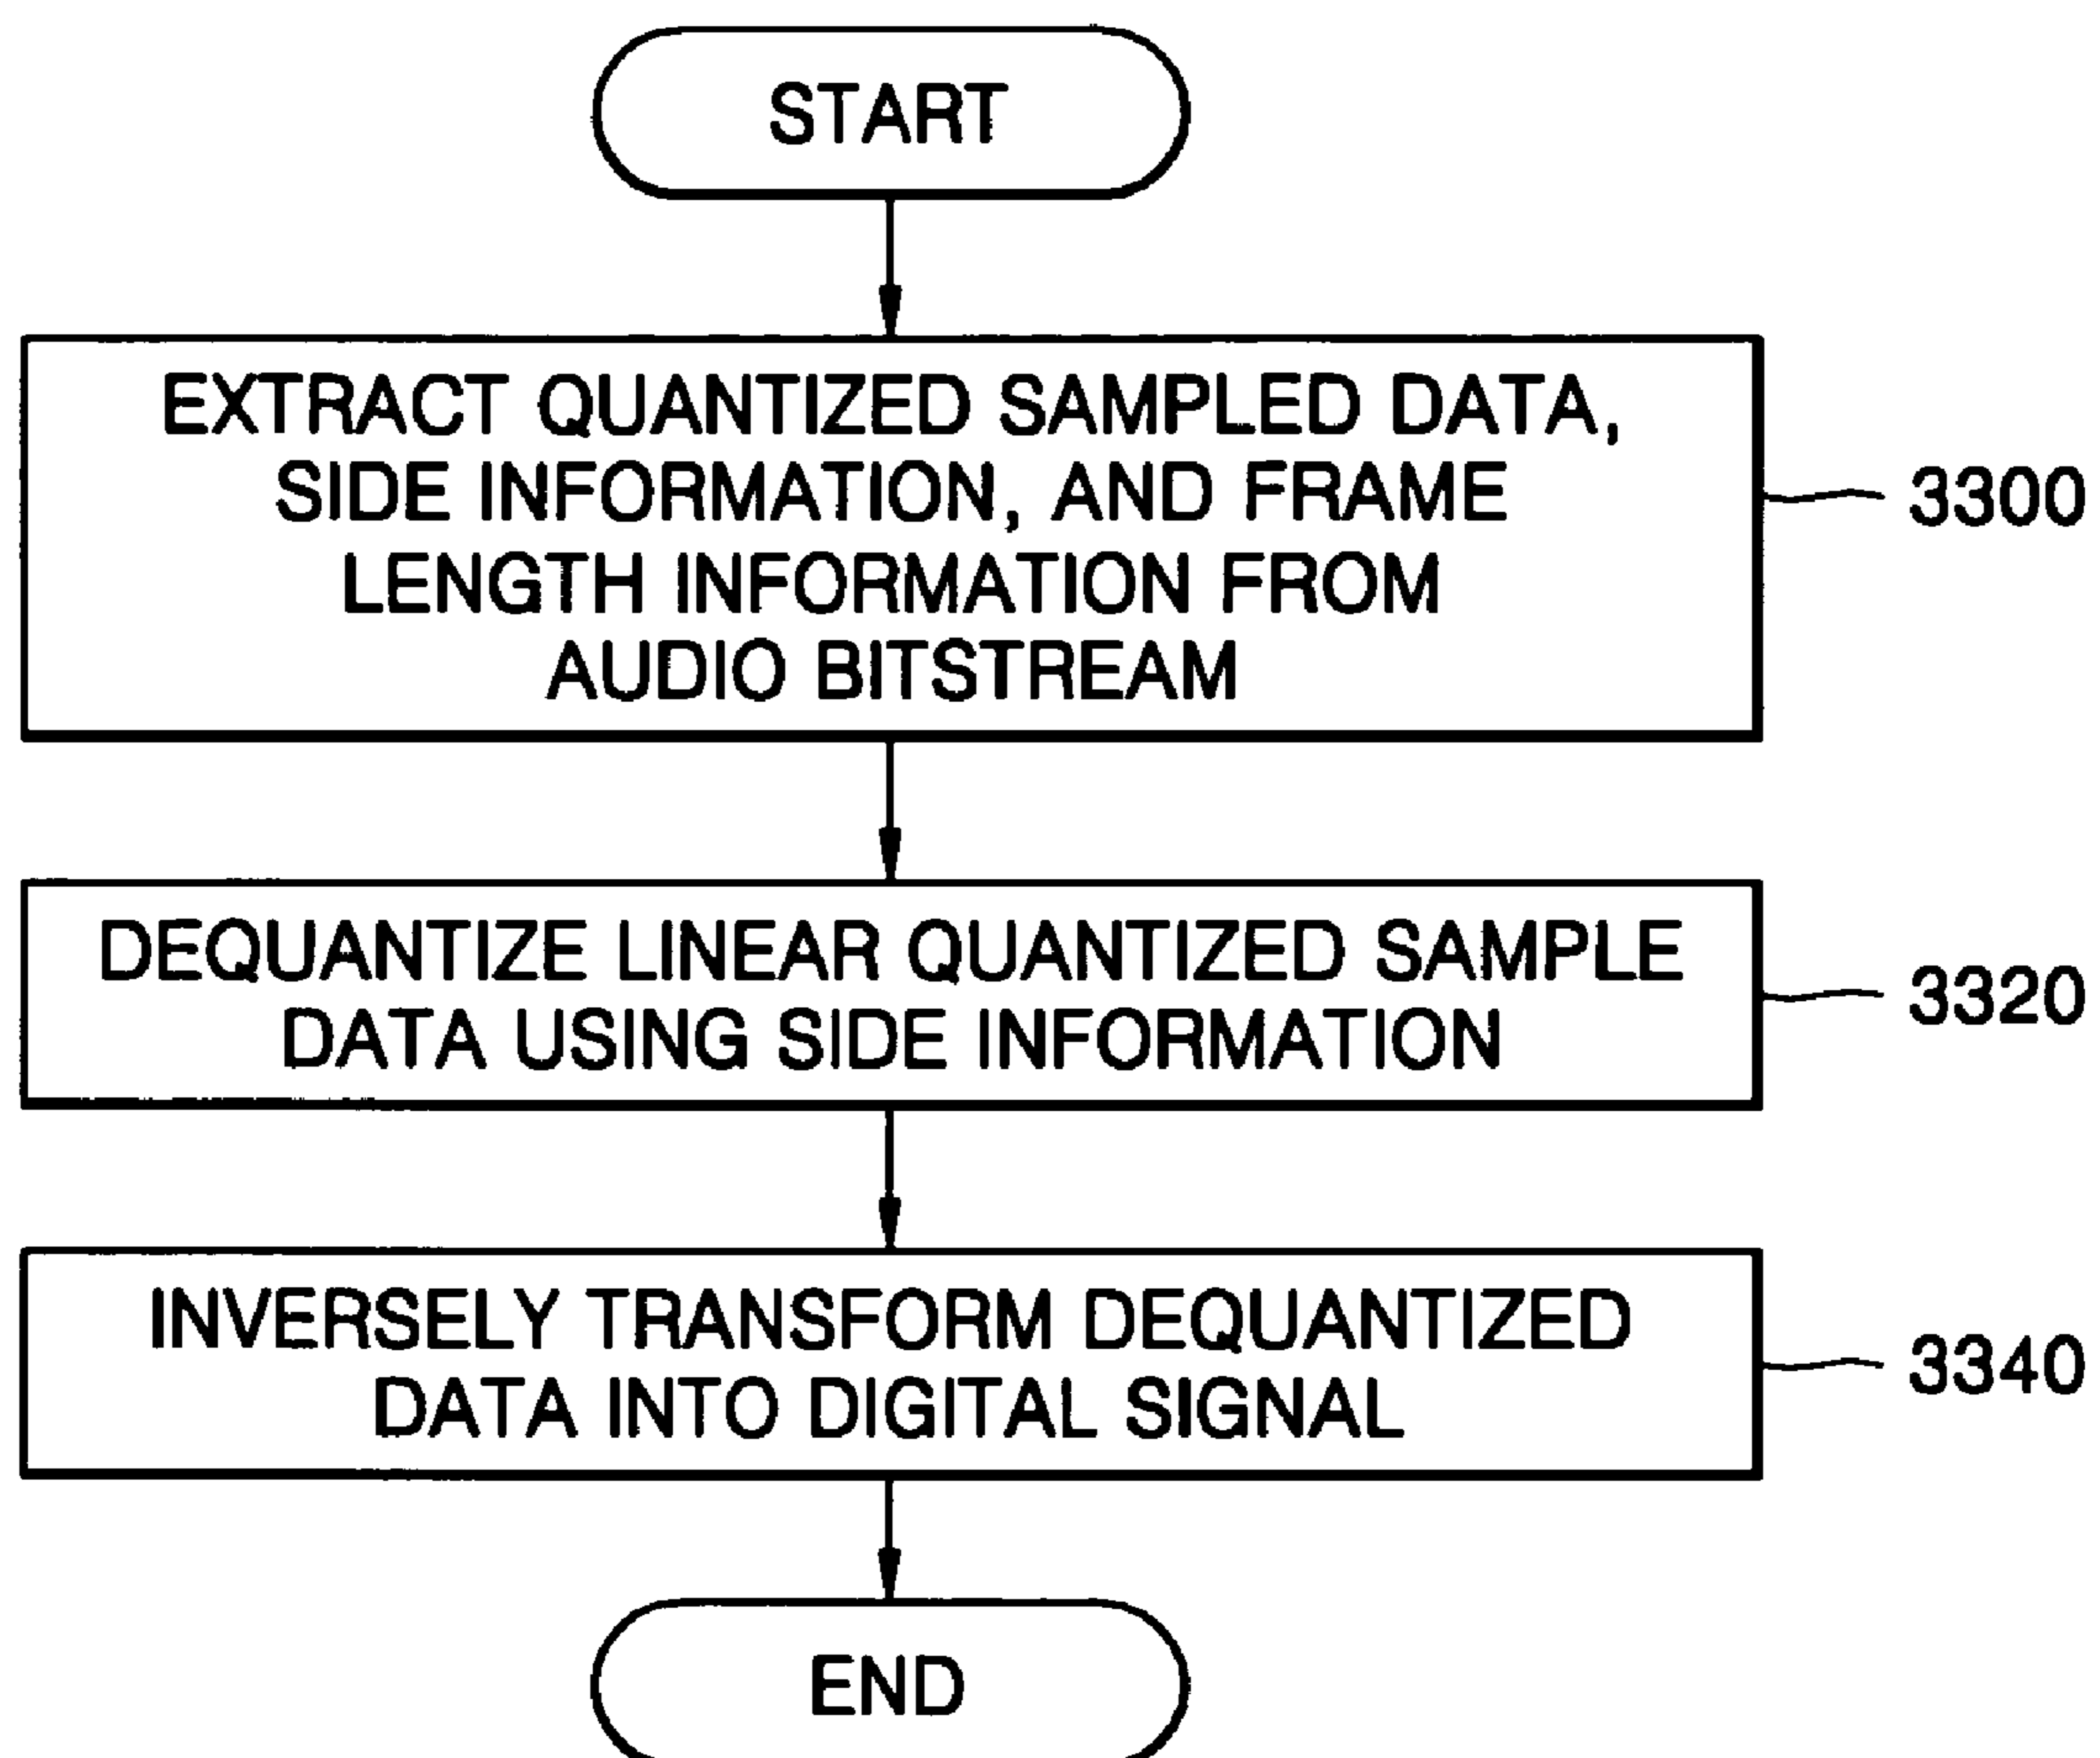 START
EXTRACT QUANTIZED SAMPLED DATA,
SIDE INFORMATION, AND FRAME
LENGTH INFORMATION FROM
AUDIO BITSTREAM
3300
DEQUANTIZE LINEAR QUANTIZED SAMPLE
DATA USING SIDE INFORMATION
3320
INVERSELY TRANSFORM DEQUANTIZED
DATA INTO DIGITAL SIGNAL
3340
END